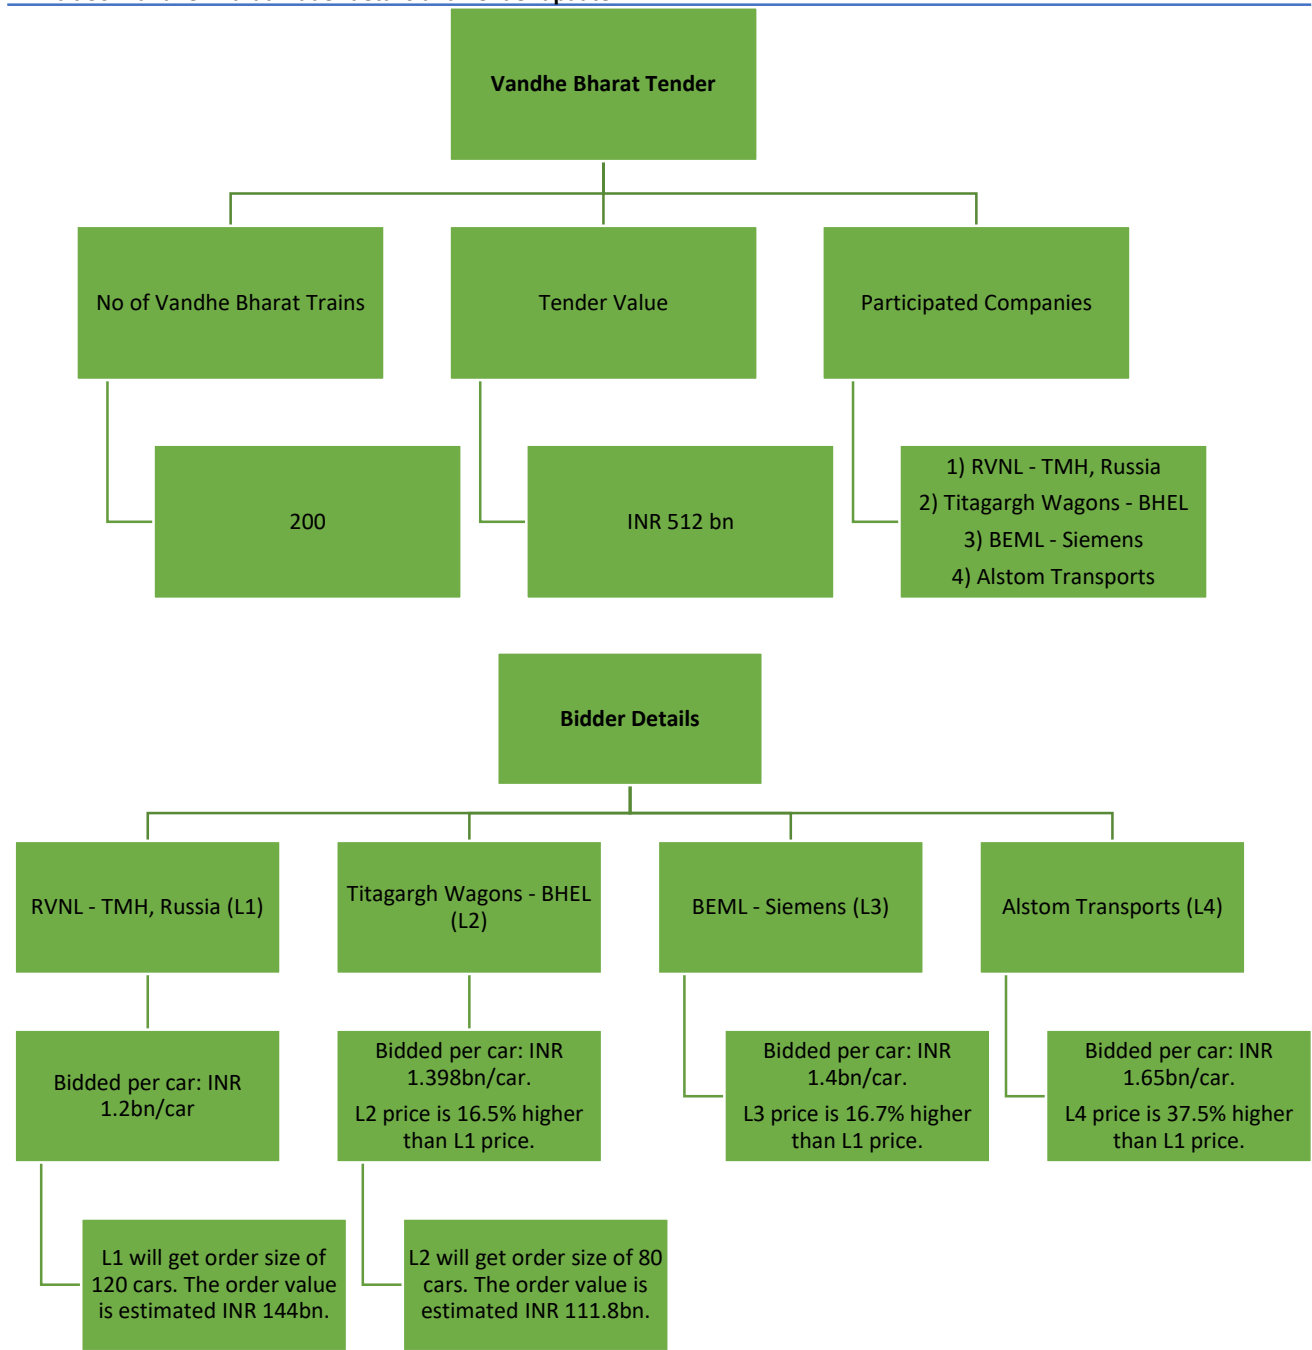 Vandhe Bharat Tender
No of Vandhe Bharat Trains
Tender Value
Participated Companies
200
INR 512 bn
1) RVNL - TMH, Russia
2) Titagargh Wagons - BHEL
3) BEML - Siemens
4) Alstom Transports
Bidder Details
RVNL - TMH, Russia (L1)
Titagargh Wagons - BHEL
(L2)
BEML - Siemens (L3)
Alstom Transports (L4)
Bidded per car: INR
1.2bn/car
Bidded per car: INR
1.398bn/car.
L2 price is 16.5% higher
than L1 price.
Bidded per car: INR
1.4bn/car.
L3 price is 16.7% higher
than L1 price.
Bidded per car: INR
1.65bn/car.
L4 price is 37.5% higher
than L1 price.
L1 will get order size of
120 cars. The order value
is estimated INR 144bn.
L2 will get order size of 80
cars. The order value is
estimated INR 111.8bn.